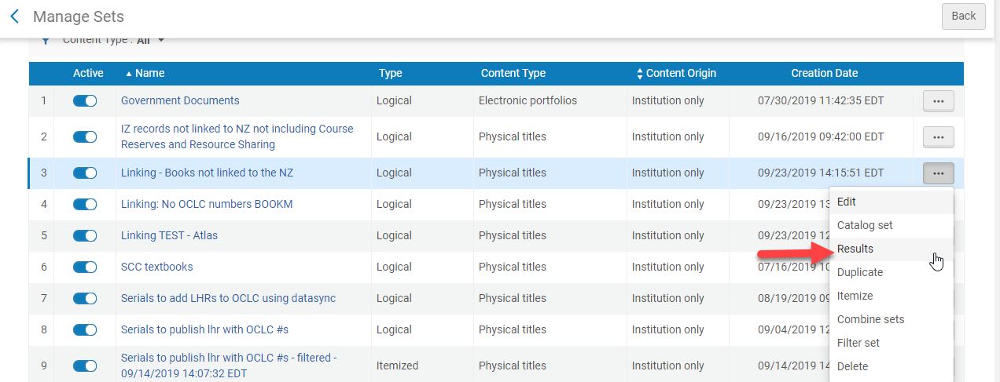 Manage Sets
Back
Content Type : All
Active Name Type Content Type Content Origin Creation Date
1 Government Documents Logical Electronic portfolios Institution only 07/30/2019 11:42:35 EDT
2 IZ records not linked to NZ not including Course Reserves and Resource Sharing Logical Physical titles Institution only 09/16/2019 09:42:00 EDT
3 Linking - Books not linked to the NZ Logical Physical titles Institution only 09/23/2019 14:15:51 EDT
4 Linking: No OCLC numbers BOOKM Logical Physical titles Institution only 09/23/2019 13
5 Linking TEST - Atlas Logical Physical titles Institution only 09/23/2019 12
6 SCC textbooks Logical Physical titles Institution only 07/16/2019 10
7 Serials to add LHRs to OCLC using datasync Logical Physical titles Institution only 08/19/2019 09
8 Serials to publish lhr with OCLC #s Logical Physical titles Institution only 09/04/2019 12
9 Serials to publish lhr with OCLC #s - filtered - 09/14/2019 14:07:32 EDT Itemized Physical titles Institution only 09/14/2019 14
Edit
Catalog set
Results
Duplicate
Itemize
Combine sets
Filter set
Delete